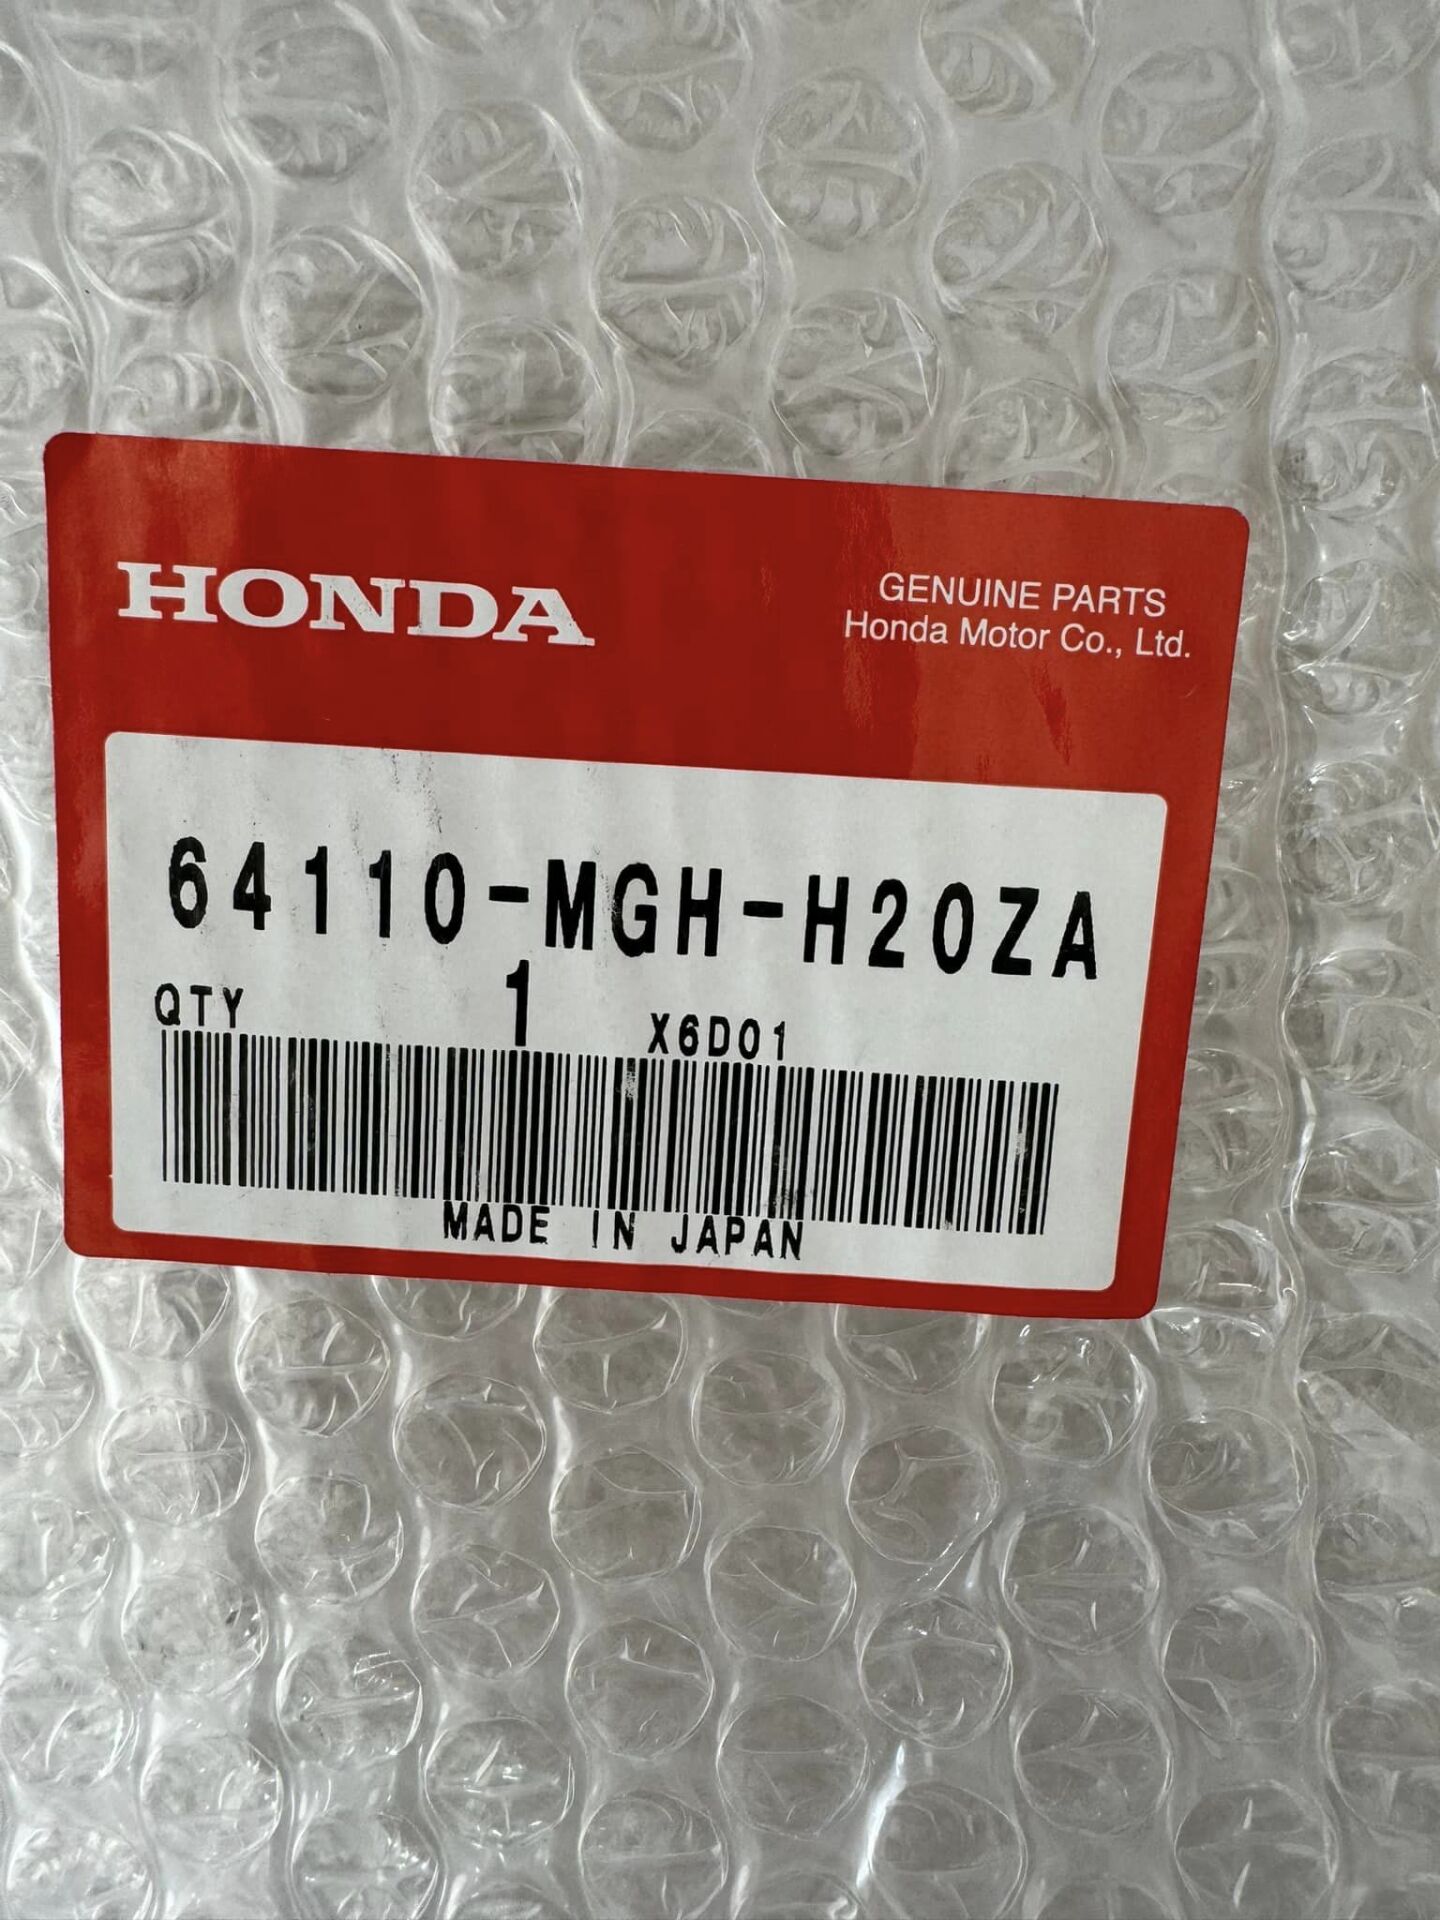 HONDA
GENUINE PARTS
Honda Motor Co., Ltd.
64110-MGH-H20ZA
QTY 1 X6D01
MADE IN JAPAN